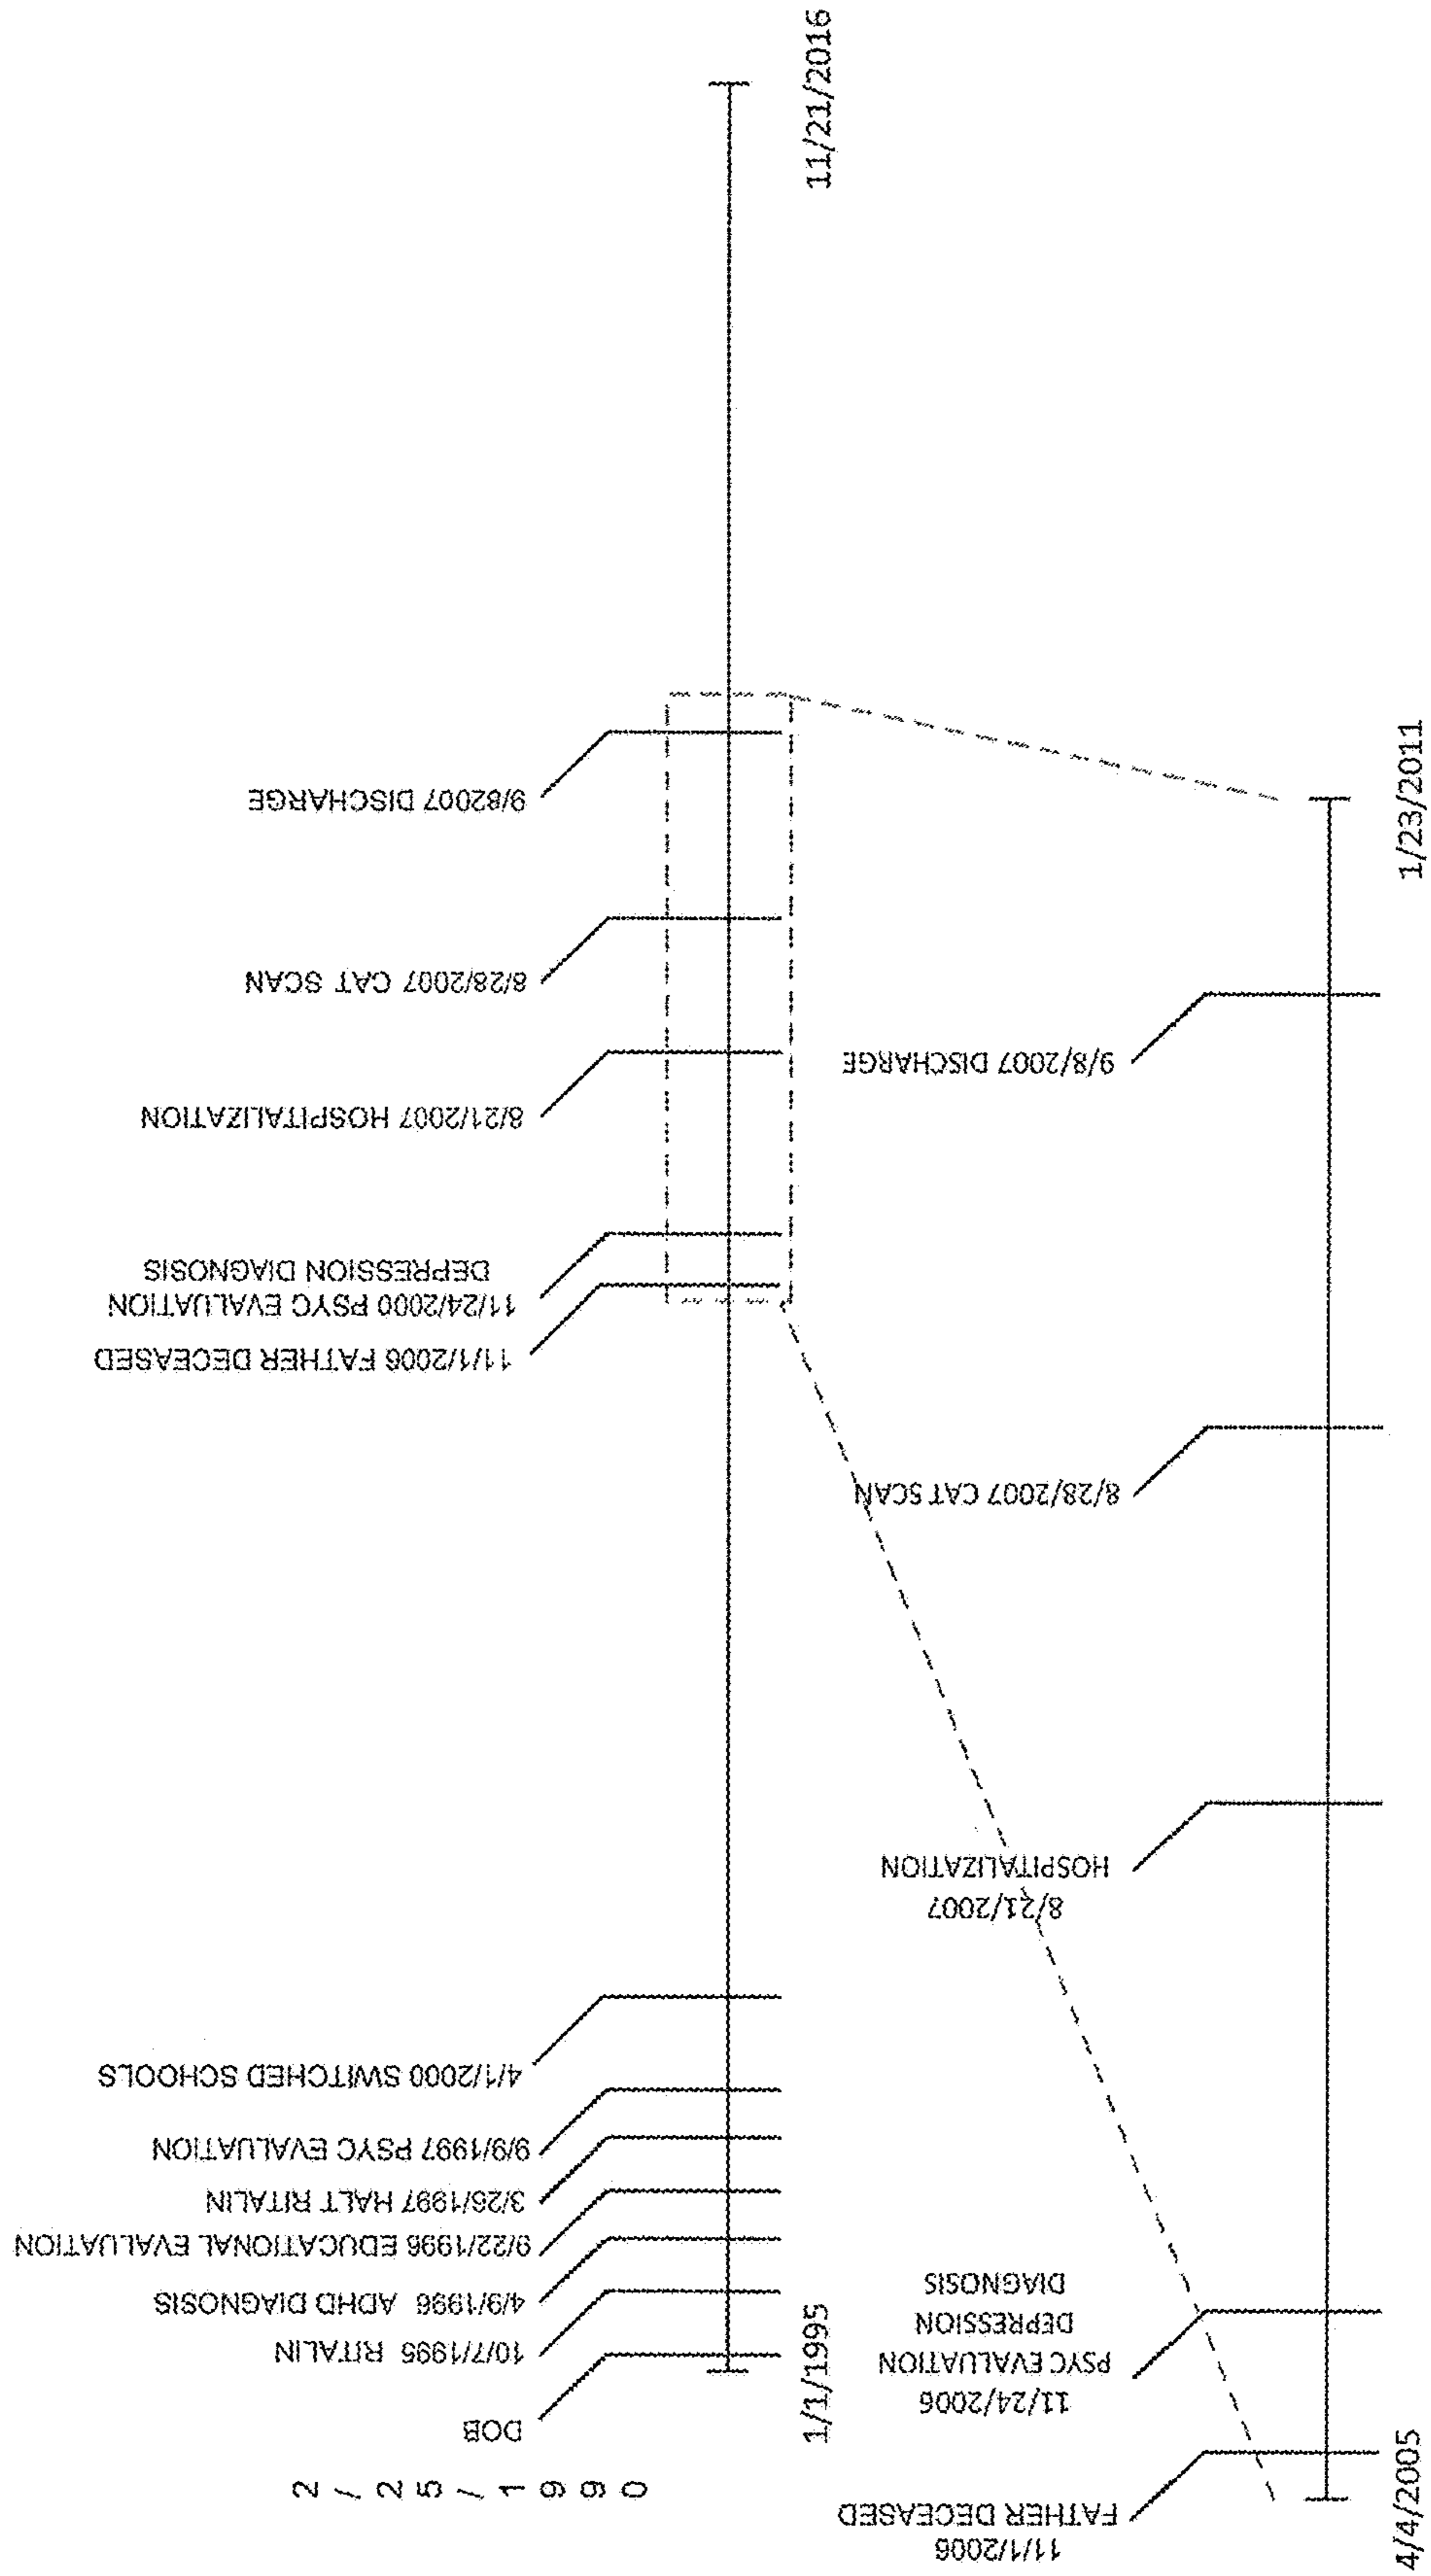 2/25/1990
DOB
10/7/1995 RITALIN
4/9/1996 ADHD DIAGNOSIS
9/22/1996 EDUCATIONAL EVALUATION
3/26/1997 HALT RITALIN
9/9/1997 PSYC EVALUATION
4/1/2000 SWITCHED SCHOOLS
11/1/2006 FATHER DECEASED
11/24/2000 PSYC EVALUATION
DEPRESSION DIAGNOSIS
8/21/2007 HOSPITALIZATION
8/28/2007 CAT SCAN
9/82007 DISCHARGE
1/1/1995
11/21/2016
11/1/2006
FATHER DECEASED
11/24/2006
PSYC EVALUATION
DEPRESSION
DIAGNOSIS
8/21/2007
HOSPITALIZATION
8/28/2007 CAT SCAN
9/8/2007 DISCHARGE
4/4/2005
1/23/2011